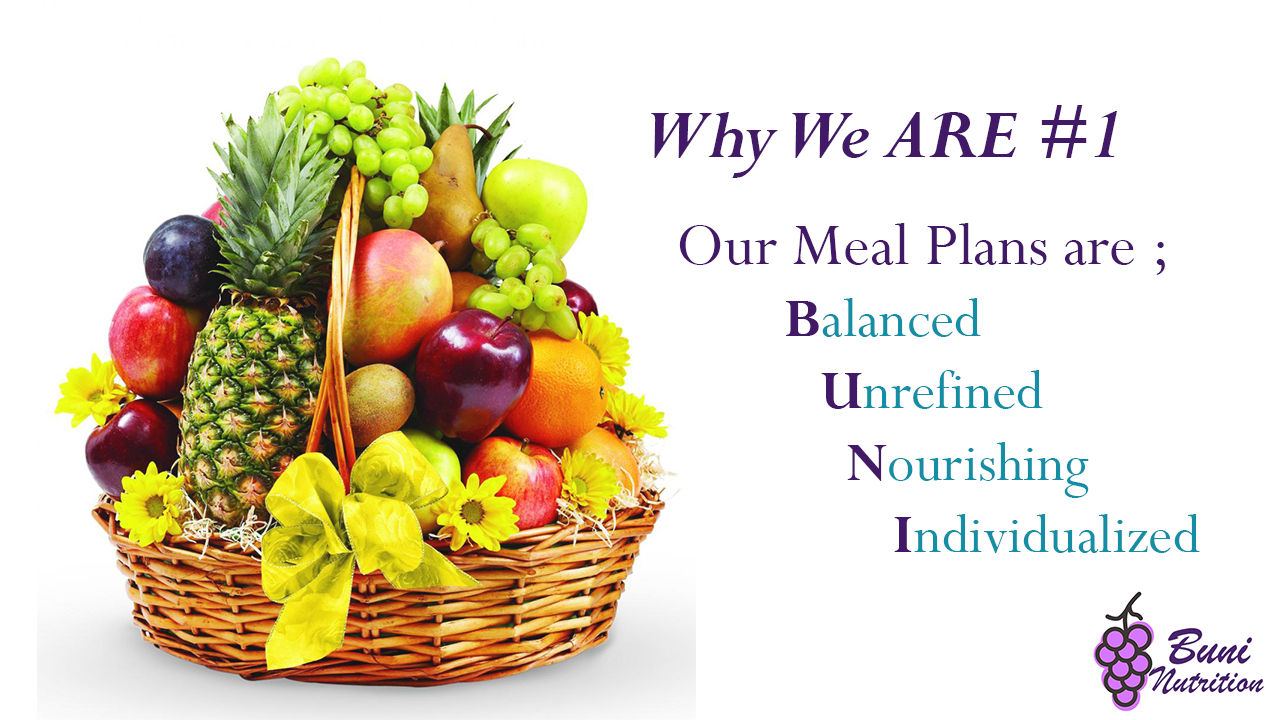 Why We ARE #1
Our Meal Plans are ;
Balanced
Unrefined
Nourishing
Individualized
Buni
Nutrition